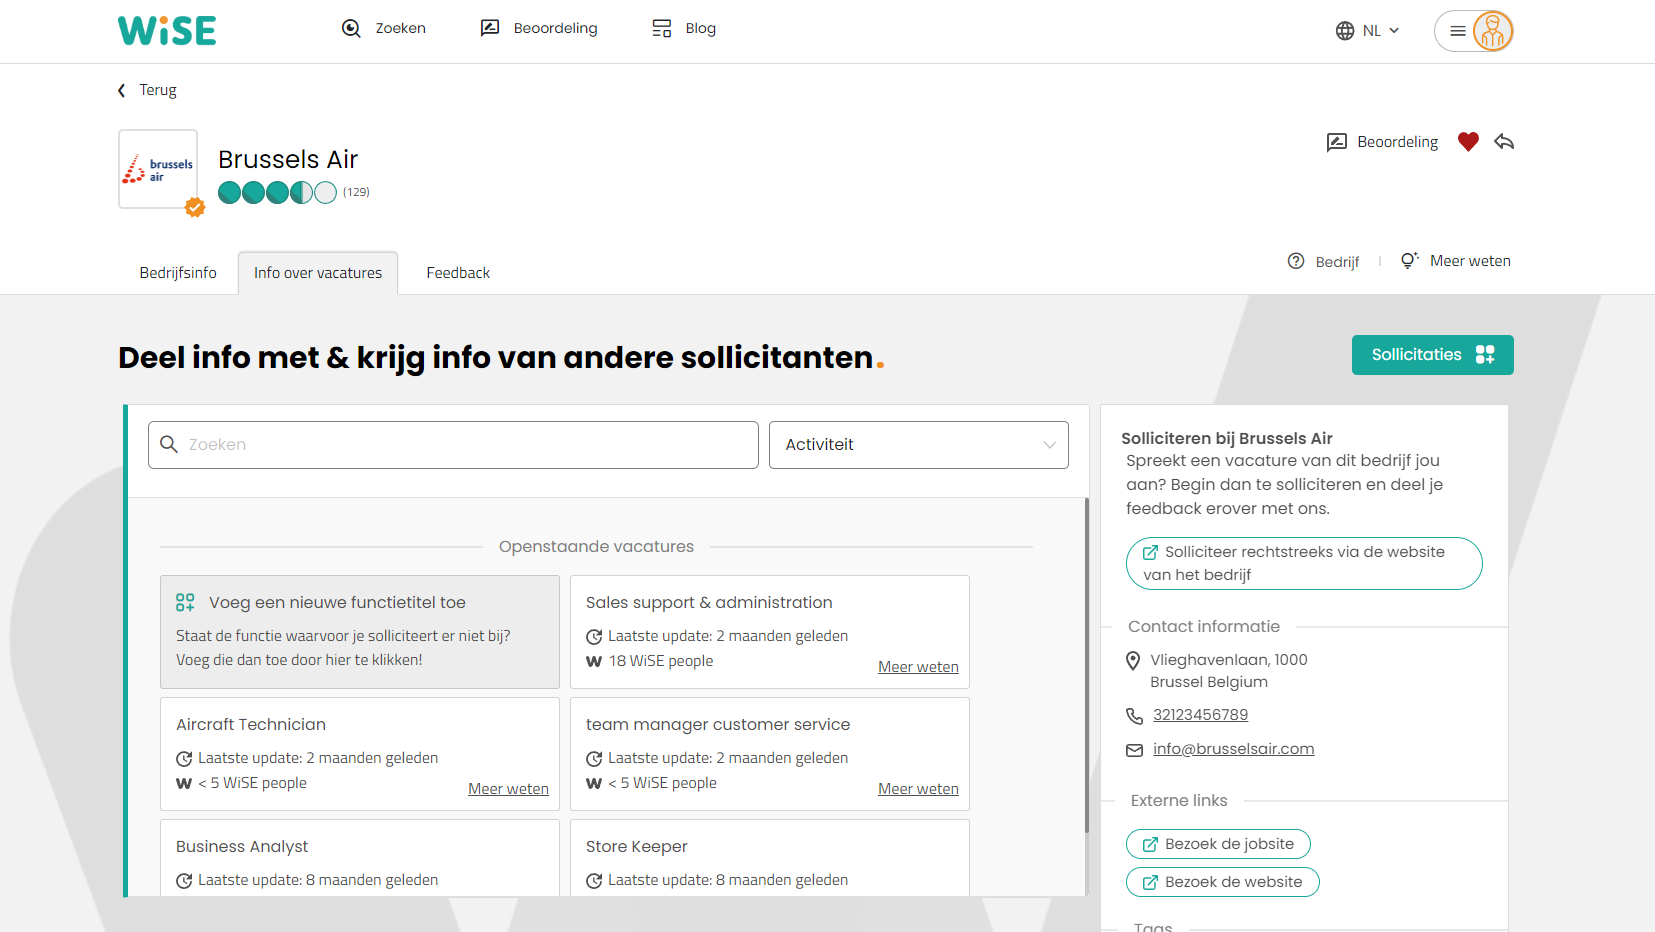 WiSE
Zoeken
Beoordeling
Blog
NL
Terug
brussels
air
Brussels Air
(129)
Beoordeling
Bedrijfsinfo
Info over vacatures
Feedback
Bedrijf
Meer weten
Deel info met & krijg info van andere sollicitanten.
Sollicitaties
Zoeken
Activiteit
Openstaande vacatures
Voeg een nieuwe functietitel toe
Staat de functie waarvoor je solliciteert er niet bij?
Voeg die dan toe door hier te klikken!
Sales support & administration
Laatste update: 2 maanden geleden
W 18 WiSE people
Meer weten
Aircraft Technician
Laatste update: 2 maanden geleden
W < 5 WiSE people
Meer weten
team manager customer service
Laatste update: 2 maanden geleden
W < 5 WiSE people
Meer weten
Business Analyst
Laatste update: 8 maanden geleden
Store Keeper
Laatste update: 8 maanden geleden
Solliciteren bij Brussels Air
Spreekt een vacature van dit bedrijf jou
aan? Begin dan te solliciteren en deel je
feedback erover met ons.
Solliciteer rechtstreeks via de website
van het bedrijf
Contact informatie
Vlieghavenlaan, 1000
Brussel Belgium
32123456789
info@brusselsair.com
Externe links
Bezoek de jobsite
Bezoek de website
Tags